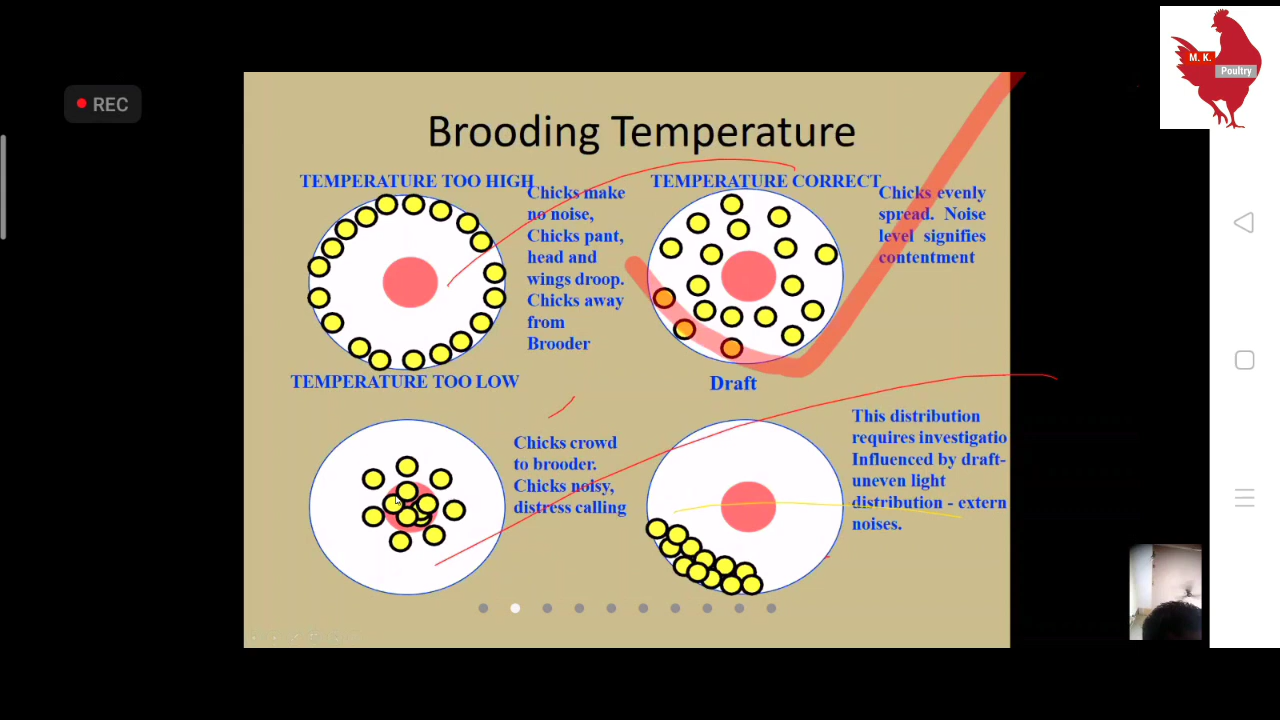 REC
M. K.
Poultry
Brooding Temperature
TEMPERATURE TOO HIGH
Chicks make
no noise,
Chicks pant,
head and
wings droop.
Chicks away
from
Brooder
TEMPERATURE CORRECT
Chicks evenly
spread. Noise
level signifies
contentment
TEMPERATURE TOO LOW
Chicks crowd
to brooder.
Chicks noisy,
distress calling
Draft
This distribution
requires investigatio
Influenced by draft-
uneven light
distribution - extern
noises.